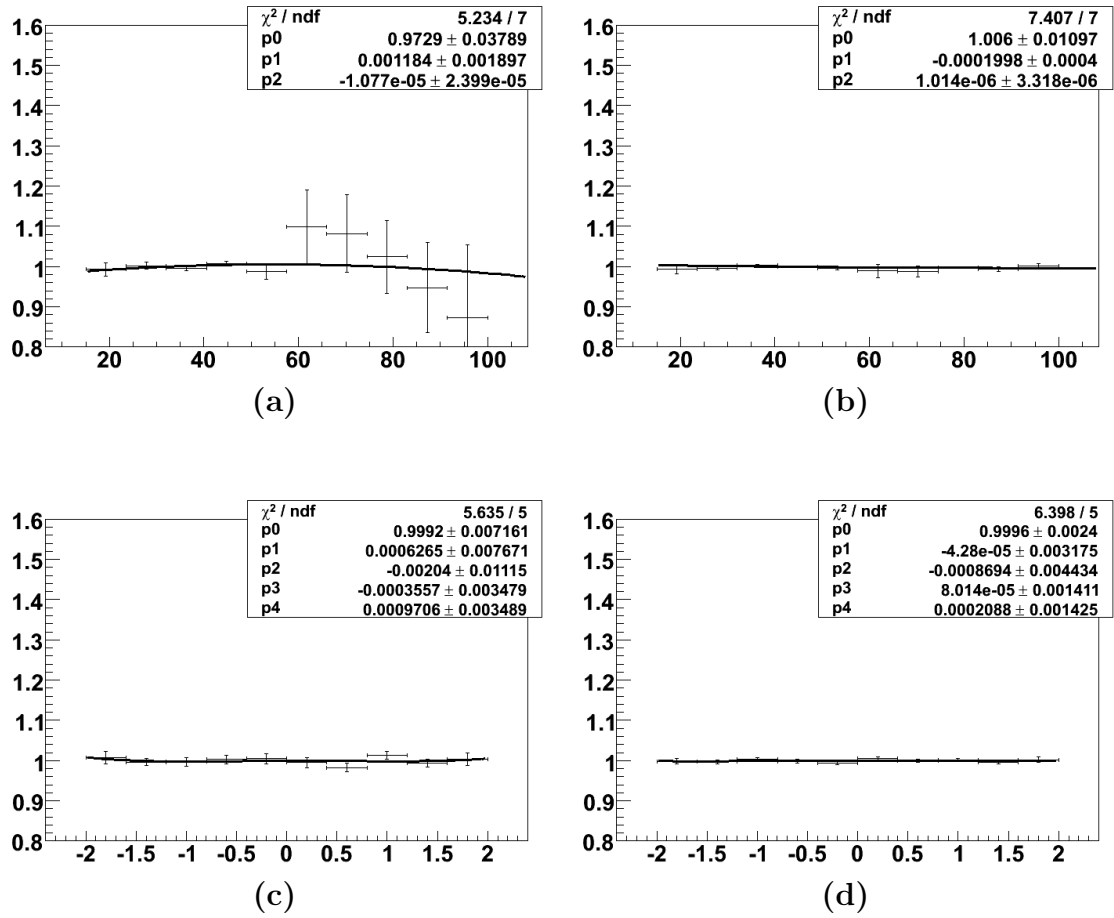 χ² / ndf 5.234 / 7
p0 0.9729 ± 0.03789
p1 0.001184 ± 0.001897
p2 -1.077e-05 ± 2.399e-05
1.6
1.5
1.4
1.3
1.2
1.1
1
0.9
0.8
20 40 60 80 100
(a)
χ² / ndf 7.407 / 7
p0 1.006 ± 0.01097
p1 -0.0001998 ± 0.0004
p2 1.014e-06 ± 3.318e-06
1.6
1.5
1.4
1.3
1.2
1.1
1
0.9
0.8
20 40 60 80 100
(b)
χ² / ndf 5.635 / 5
p0 0.9992 ± 0.007161
p1 0.0006265 ± 0.007671
p2 -0.00204 ± 0.01115
p3 -0.0003557 ± 0.003479
p4 0.0009706 ± 0.003489
1.6
1.5
1.4
1.3
1.2
1.1
1
0.9
0.8
-2 -1.5 -1 -0.5 0 0.5 1 1.5 2
(c)
χ² / ndf 6.398 / 5
p0 0.9996 ± 0.0024
p1 -4.28e-05 ± 0.003175
p2 -0.0008694 ± 0.004434
p3 8.014e-05 ± 0.001411
p4 0.0002088 ± 0.001425
1.6
1.5
1.4
1.3
1.2
1.1
1
0.9
0.8
-2 -1.5 -1 -0.5 0 0.5 1 1.5 2
(d)